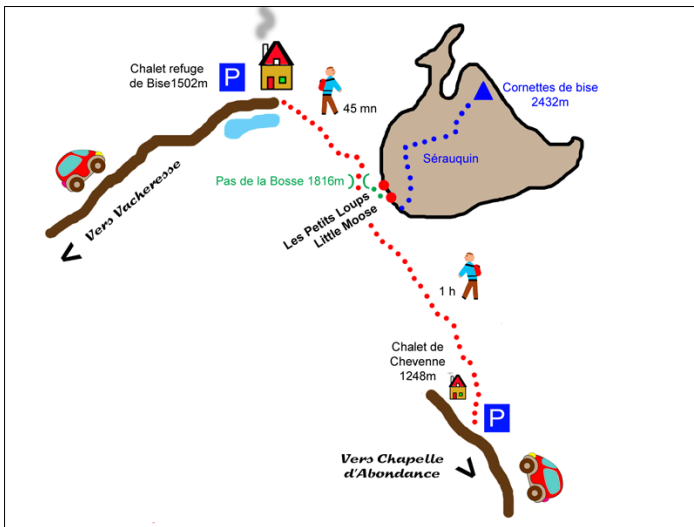 Chalet refuge
de Bise1502m
P
45 mn
Cornettes de bise
2432m
Sérauquin
Pas de la Bosse 1816m
Vers Vacheresse
Les Petits Loups
Little Moose
1 h
Chalet de
Chevenne
1248m
P
Vers Chapelle
d'Abondance